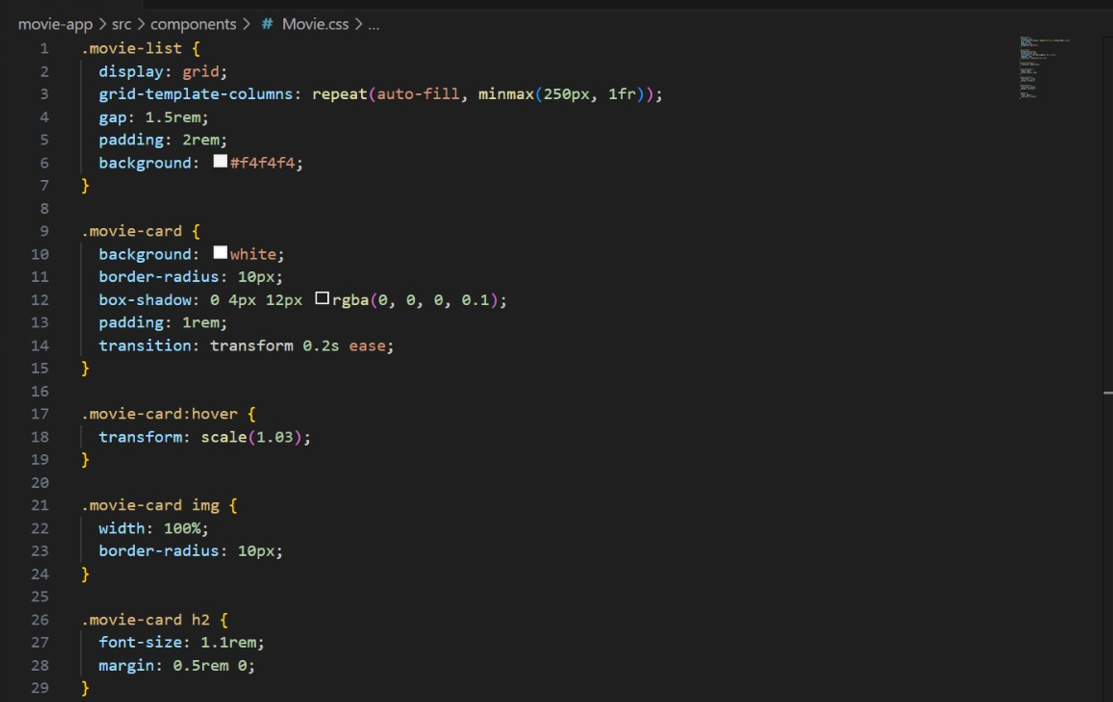 movie-app > src > components > # Movie.css > ...
1 .movie-list {
2   display: grid;
3   grid-template-columns: repeat(auto-fill, minmax(250px, 1fr));
4   gap: 1.5rem;
5   padding: 2rem;
6   background: #f4f4f4;
7 }
8
9 .movie-card {
10   background: white;
11   border-radius: 10px;
12   box-shadow: 0 4px 12px rgba(0, 0, 0, 0.1);
13   padding: 1rem;
14   transition: transform 0.2s ease;
15 }
16
17 .movie-card:hover {
18   transform: scale(1.03);
19 }
20
21 .movie-card img {
22   width: 100%;
23   border-radius: 10px;
24 }
25
26 .movie-card h2 {
27   font-size: 1.1rem;
28   margin: 0.5rem 0;
29 }